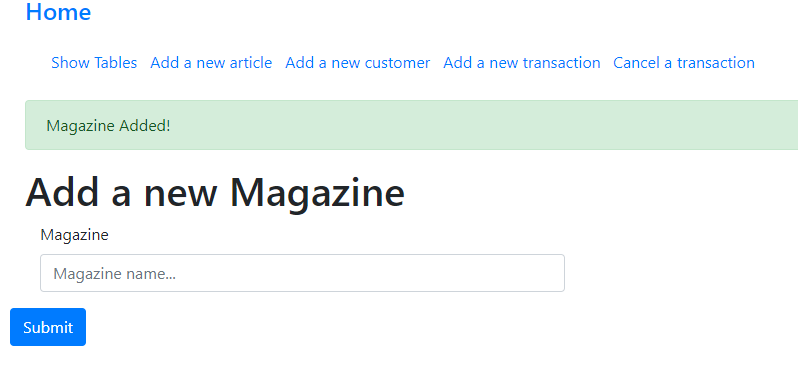 Home
Show Tables Add a new article Add a new customer Add a new transaction Cancel a transaction
Magazine Added!
Add a new Magazine
Magazine
Magazine name...
Submit